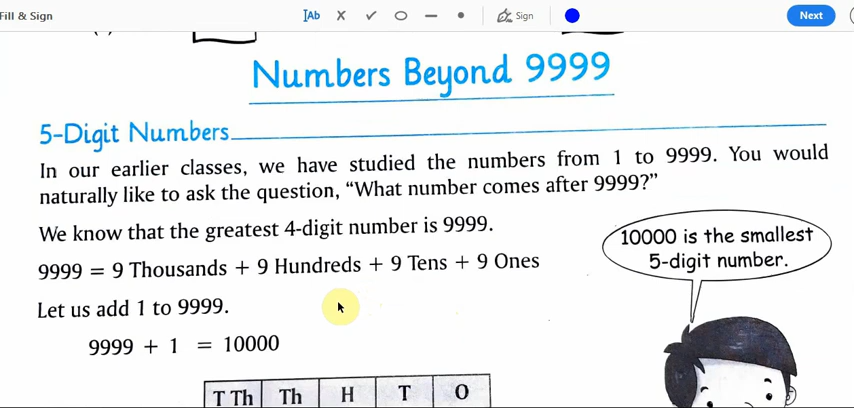 Fill & Sign
Ab
Sign
Next
Numbers Beyond 9999
5-Digit Numbers
In our earlier classes, we have studied the numbers from 1 to 9999. You would
naturally like to ask the question, “What number comes after 9999?”
We know that the greatest 4-digit number is 9999.
9999 = 9 Thousands + 9 Hundreds + 9 Tens + 9 Ones
Let us add 1 to 9999.
9999 + 1 = 10000
10000 is the smallest
5-digit number.
T Th Th H T O